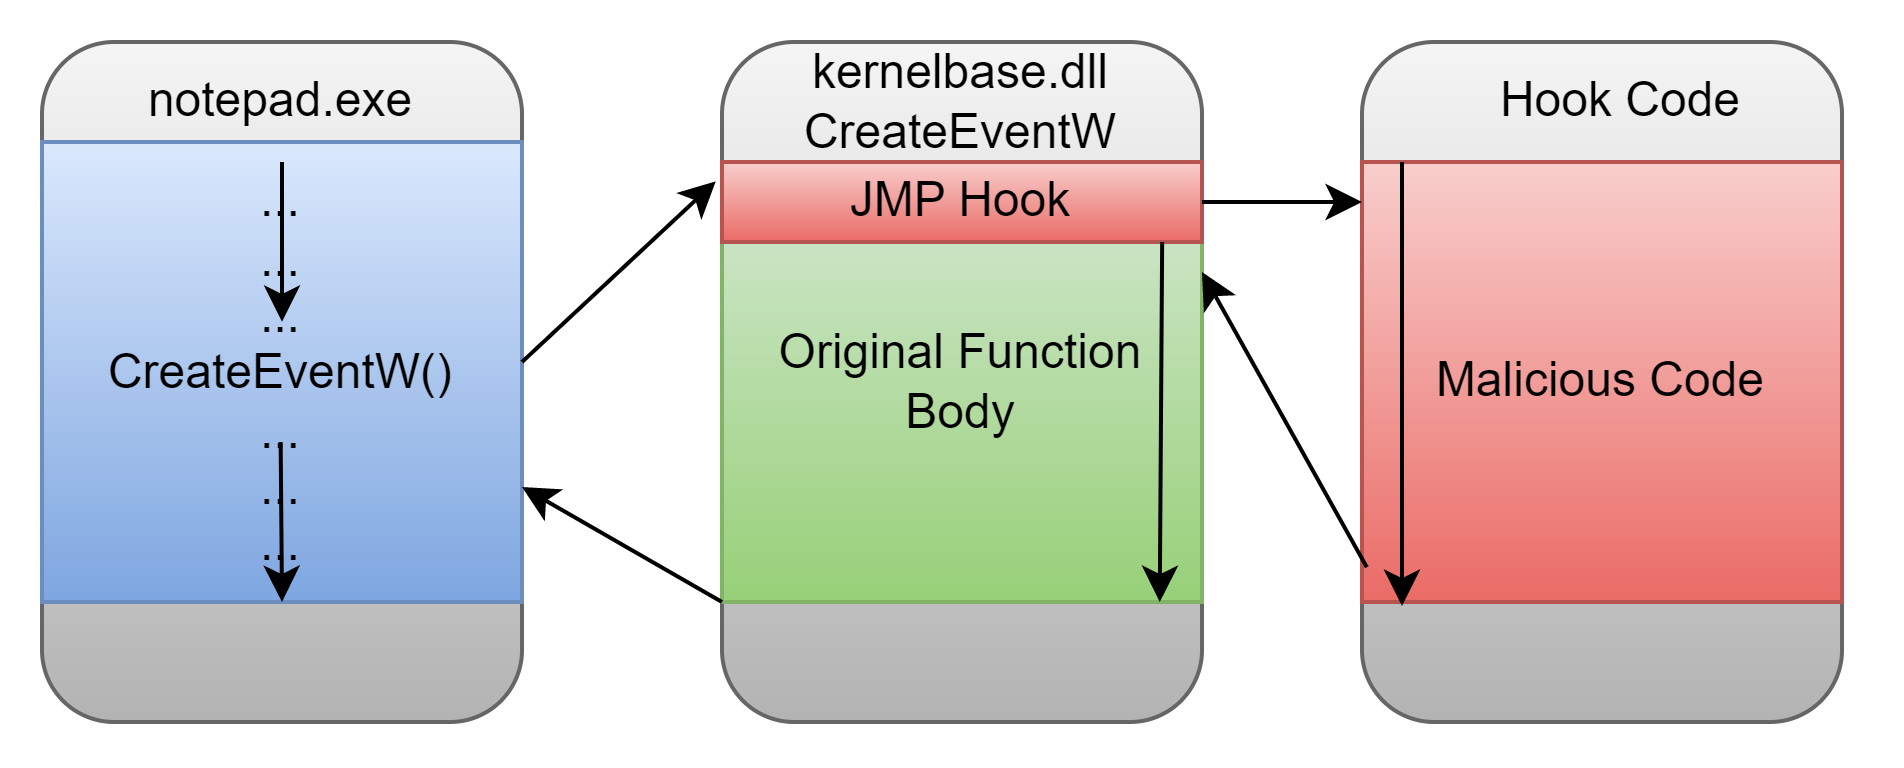 notepad.exe
...
...
...
CreateEventW()
...
...
...
kernelbase.dll
CreateEventW
JMP Hook
Original Function
Body
Hook Code
Malicious Code